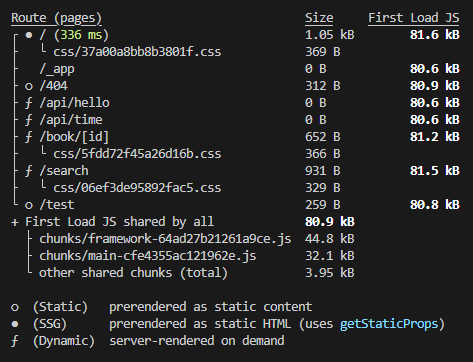 Route (pages) Size First Load JS
┌ ● / (336 ms) 1.05 kB 81.6 kB
├ └ css/37a00a8bb8b3801f.css 369 B
├ /_app 0 B 80.6 kB
├ ○ /404 312 B 80.9 kB
├ ƒ /api/hello 0 B 80.6 kB
├ ƒ /api/time 0 B 80.6 kB
├ ƒ /book/[id] 652 B 81.2 kB
├ └ css/5fdd72f45a26d16b.css 366 B
├ ƒ /search 931 B 81.5 kB
├ └ css/06ef3de95892fac5.css 329 B
└ ○ /test 259 B 80.8 kB
+ First Load JS shared by all 80.9 kB
├ chunks/framework-64ad27b21261a9ce.js 44.8 kB
├ chunks/main-cfe4355ac121962e.js 32.1 kB
└ other shared chunks (total) 3.95 kB
○ (Static) prerendered as static content
● (SSG) prerendered as static HTML (uses getStaticProps)
ƒ (Dynamic) server-rendered on demand